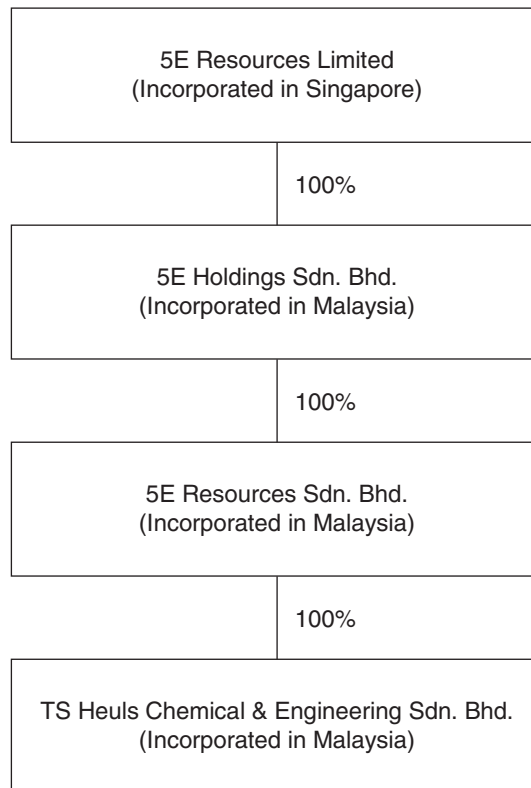 5E Resources Limited
(Incorporated in Singapore)
100%
5E Holdings Sdn. Bhd.
(Incorporated in Malaysia)
100%
5E Resources Sdn. Bhd.
(Incorporated in Malaysia)
100%
TS Heuls Chemical & Engineering Sdn. Bhd.
(Incorporated in Malaysia)